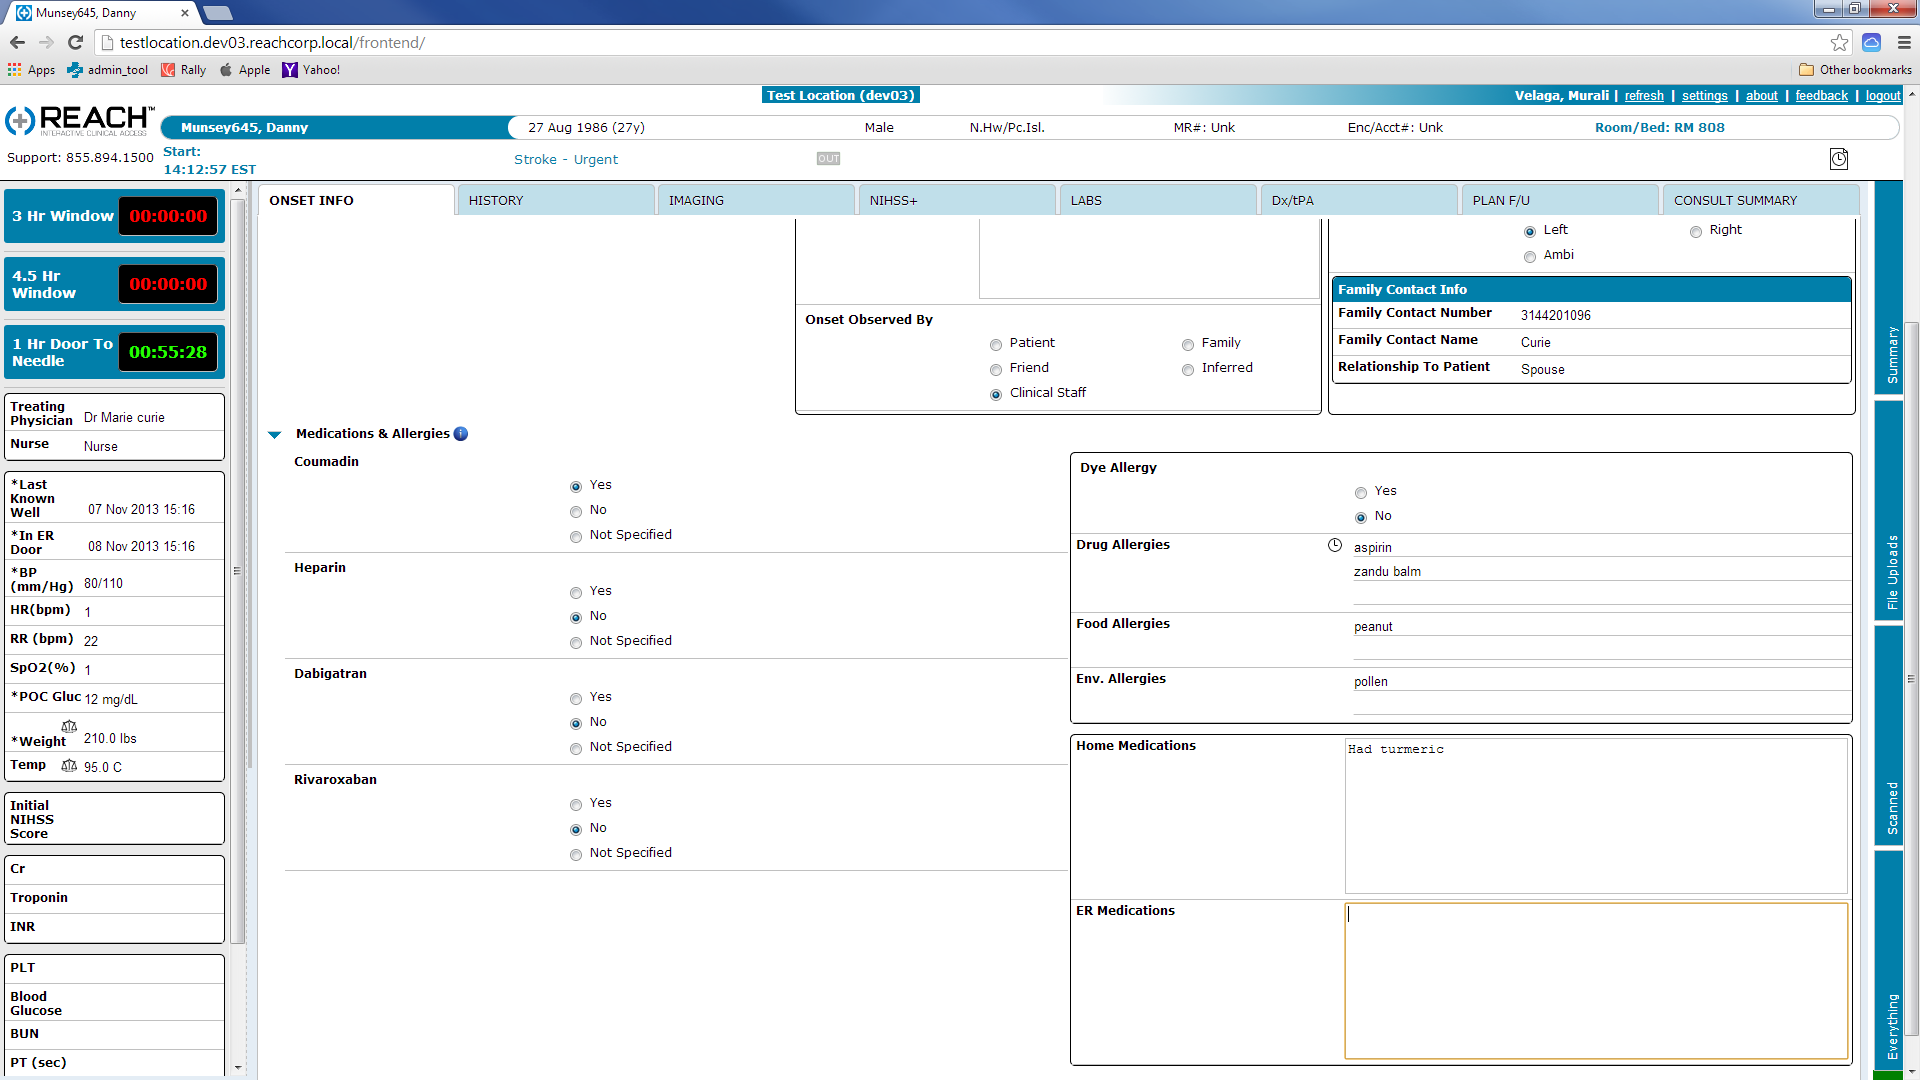 Munsey645, Danny
testlocation.dev03.reachcorp.local/frontend/
Apps admin_tool Rally Apple Yahoo! Other bookmarks
Test Location (dev03) Velaga, Murali | refresh | settings | about | feedback | logout
REACH™
INTERACTIVE CLINICAL ACCESS
Munsey645, Danny 27 Aug 1986 (27y) Male N.Hw/Pc.Isl. MR#: Unk Enc/Acct#: Unk Room/Bed: RM 808
Support: 855.894.1500
Start:
14:12:57 EST
Stroke - Urgent OUT
ONSET INFO HISTORY IMAGING NIHSS+ LABS Dx/tPA PLAN F/U CONSULT SUMMARY
3 Hr Window 00:00:00
4.5 Hr
Window
00:00:00
1 Hr Door To
Needle
00:55:28
Treating
Physician Dr Marie curie
Nurse Nurse
*Last
Known
Well 07 Nov 2013 15:16
*In ER
Door 08 Nov 2013 15:16
*BP
(mm/Hg) 80/110
HR(bpm) 1
RR (bpm) 22
SpO2(%) 1
*POC Gluc 12 mg/dL
*Weight 210.0 lbs
Temp 95.0 C
Initial
NIHSS
Score
Cr
Troponin
INR
PLT
Blood
Glucose
BUN
PT (sec)
Onset Observed By
Patient Family
Friend Inferred
Clinical Staff
Left Right
Ambi
Family Contact Info
Family Contact Number 3144201096
Family Contact Name Curie
Relationship To Patient Spouse
Medications & Allergies i
Coumadin
Yes
No
Not Specified
Heparin
Yes
No
Not Specified
Dabigatran
Yes
No
Not Specified
Rivaroxaban
Yes
No
Not Specified
Dye Allergy
Yes
No
Drug Allergies aspirin
zandu balm
Food Allergies peanut
Env. Allergies pollen
Home Medications Had turmeric
ER Medications
Summary
File Uploads
Scanned
Everything